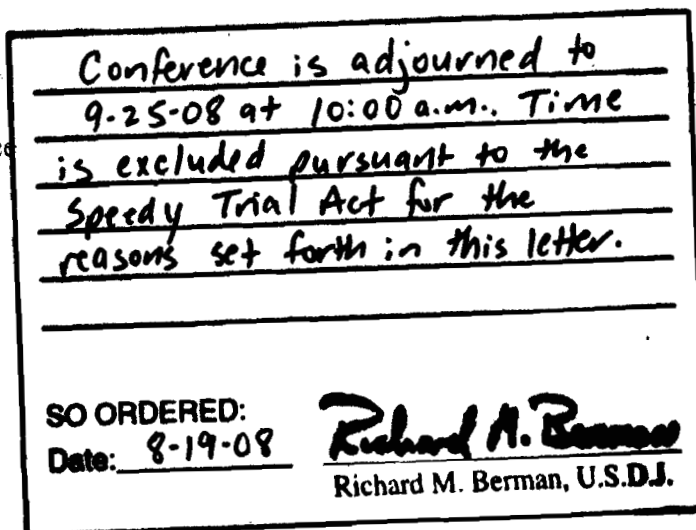 Conference is adjourned to
9-25-08 at 10:00 a.m.. Time
is excluded pursuant to the
Speedy Trial Act for the
reasons set forth in this letter.
SO ORDERED:
Date: 8-19-08
Richard M. Berman
Richard M. Berman, U.S.D.J.